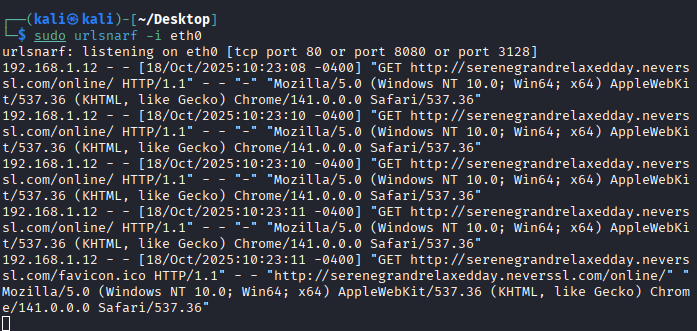 ┌──(kali㉿kali)-[~/Desktop]
└─$ sudo urlsnarf -i eth0
urlsnarf: listening on eth0 [tcp port 80 or port 8080 or port 3128]
192.168.1.12 - - [18/Oct/2025:10:23:08 -0400] "GET http://serenegrandrelaxedday.nevers
sl.com/online/ HTTP/1.1" - - "-" "Mozilla/5.0 (Windows NT 10.0; Win64; x64) AppleWebKi
t/537.36 (KHTML, like Gecko) Chrome/141.0.0.0 Safari/537.36"
192.168.1.12 - - [18/Oct/2025:10:23:10 -0400] "GET http://serenegrandrelaxedday.nevers
sl.com/online/ HTTP/1.1" - - "-" "Mozilla/5.0 (Windows NT 10.0; Win64; x64) AppleWebKi
t/537.36 (KHTML, like Gecko) Chrome/141.0.0.0 Safari/537.36"
192.168.1.12 - - [18/Oct/2025:10:23:10 -0400] "GET http://serenegrandrelaxedday.nevers
sl.com/online/ HTTP/1.1" - - "-" "Mozilla/5.0 (Windows NT 10.0; Win64; x64) AppleWebKi
t/537.36 (KHTML, like Gecko) Chrome/141.0.0.0 Safari/537.36"
192.168.1.12 - - [18/Oct/2025:10:23:11 -0400] "GET http://serenegrandrelaxedday.nevers
sl.com/online/ HTTP/1.1" - - "-" "Mozilla/5.0 (Windows NT 10.0; Win64; x64) AppleWebKi
t/537.36 (KHTML, like Gecko) Chrome/141.0.0.0 Safari/537.36"
192.168.1.12 - - [18/Oct/2025:10:23:11 -0400] "GET http://serenegrandrelaxedday.nevers
sl.com/favicon.ico HTTP/1.1" - - "http://serenegrandrelaxedday.neverssl.com/online/" "
Mozilla/5.0 (Windows NT 10.0; Win64; x64) AppleWebKit/537.36 (KHTML, like Gecko) Chrom
e/141.0.0.0 Safari/537.36"